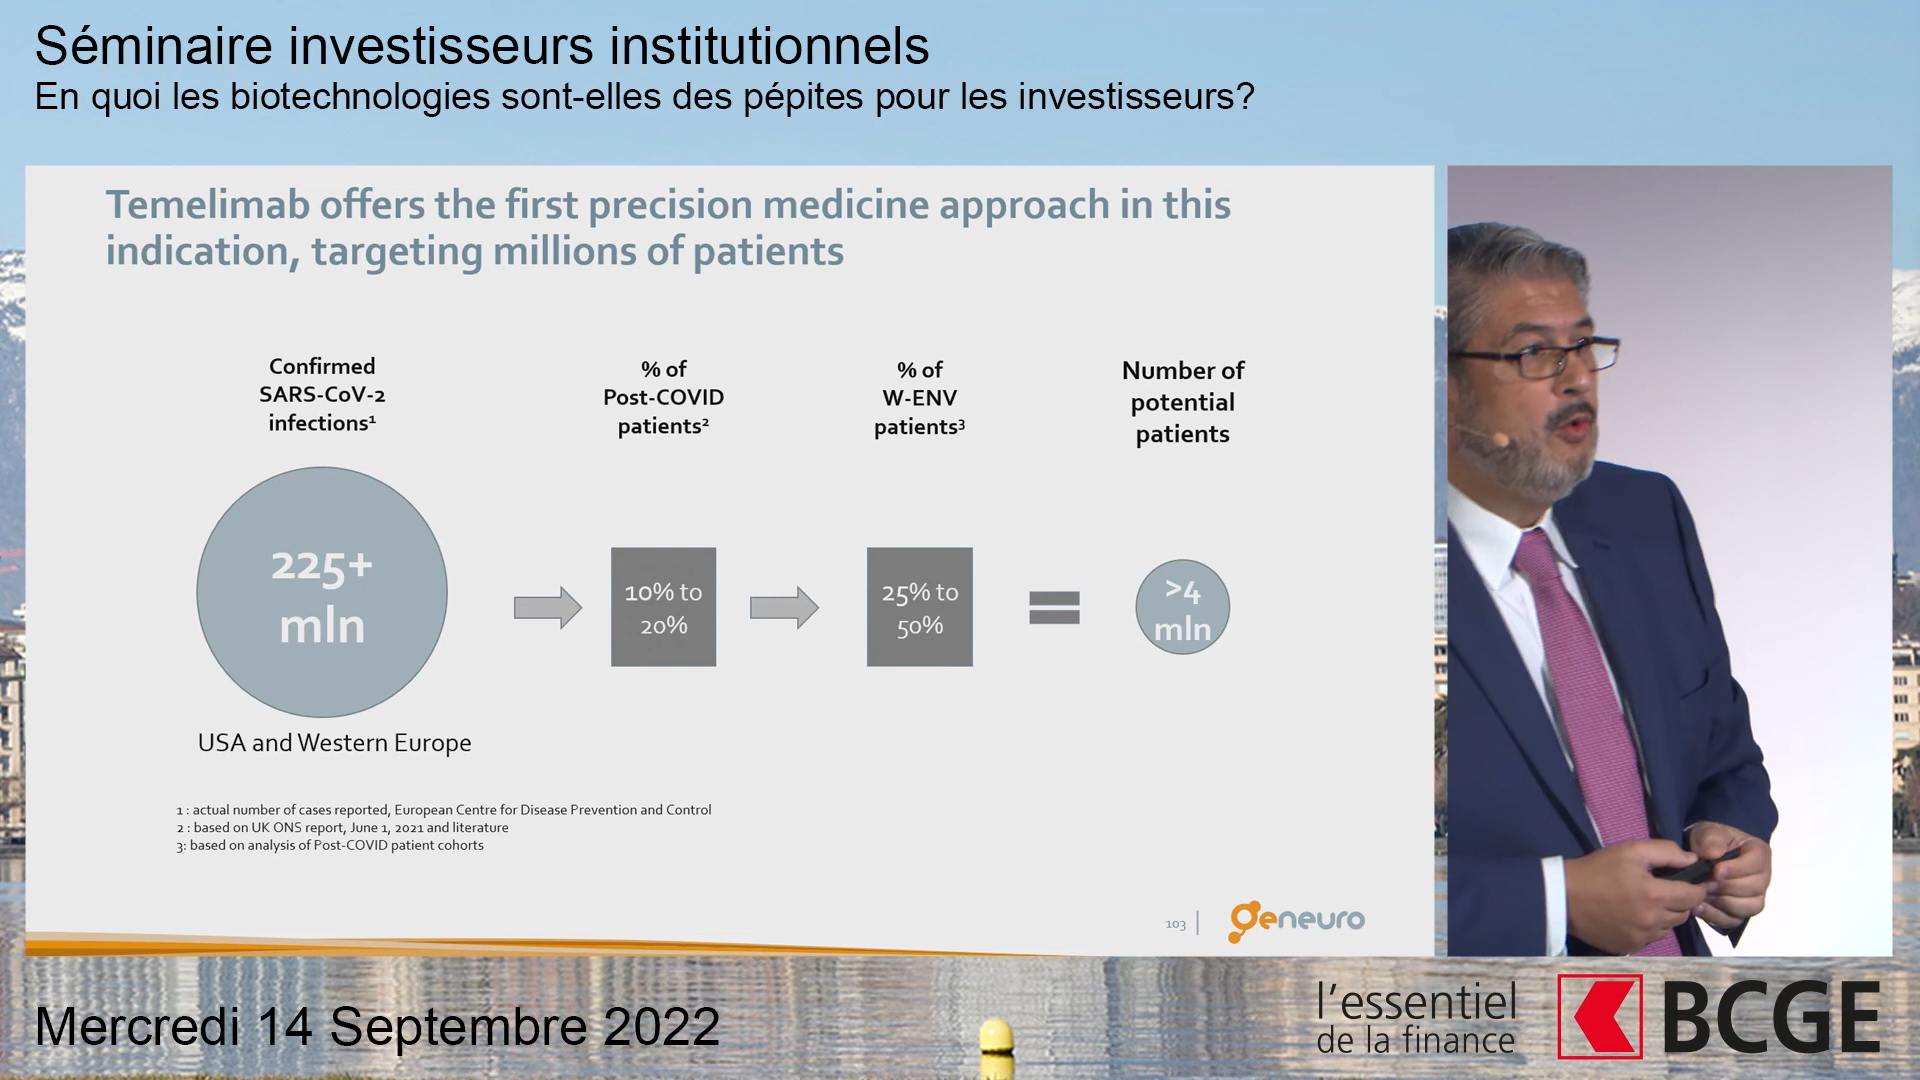 Séminaire investisseurs institutionnels
En quoi les biotechnologies sont-elles des pépites pour les investisseurs?
Temelimab offers the first precision medicine approach in this
indication, targeting millions of patients
Confirmed
SARS-CoV-2
infections¹
% of
Post-COVID
patients²
% of
W-ENV
patients³
Number of
potential
patients
225+
mln
10% to
20%
25% to
50%
>4
mln
USA and Western Europe
1 : actual number of cases reported, European Centre for Disease Prevention and Control
2 : based on UK ONS report, June 1, 2021 and literature
3: based on analysis of Post-COVID patient cohorts
103
geneuro
Mercredi 14 Septembre 2022
l'essentiel
de la finance
BCGE